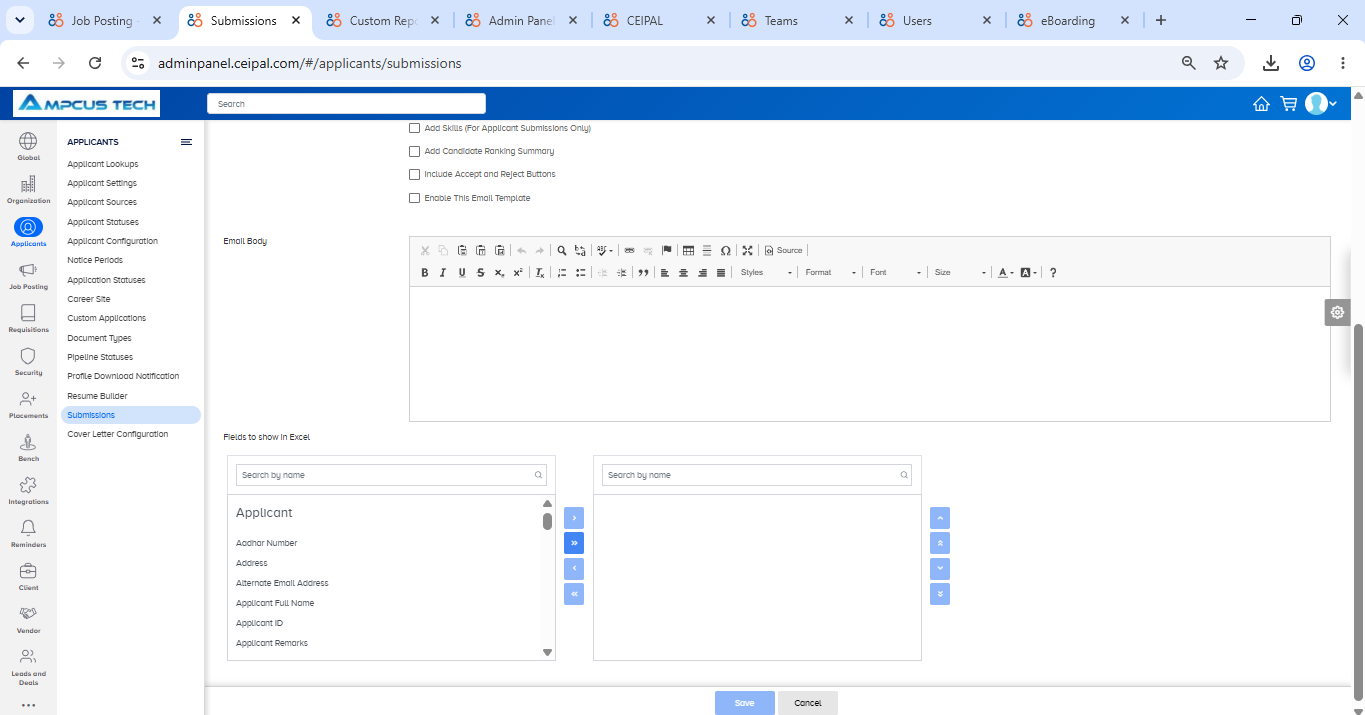 Job Posting -
Submissions
Custom Repo
Admin Panel
CEIPAL
Teams
Users
eBoarding
adminpanel.ceipal.com/#/applicants/submissions
AMPCUS TECH
Search
Global
Organization
Applicants
Job Posting
Requisitions
Security
Placements
Bench
Integrations
Reminders
Client
Vendor
Leads and
Deals
APPLICANTS
Applicant Lookups
Applicant Settings
Applicant Sources
Applicant Statuses
Applicant Configuration
Notice Periods
Application Statuses
Career Site
Custom Applications
Document Types
Pipeline Statuses
Profile Download Notification
Resume Builder
Submissions
Cover Letter Configuration
Add Skills (For Applicant Submissions Only)
Add Candidate Ranking Summary
Include Accept and Reject Buttons
Enable This Email Template
Email Body
Source
Styles
Format
Font
Size
Fields to show in Excel
Search by name
Applicant
Aadhar Number
Address
Alternate Email Address
Applicant Full Name
Applicant ID
Applicant Remarks
Search by name
Save
Cancel